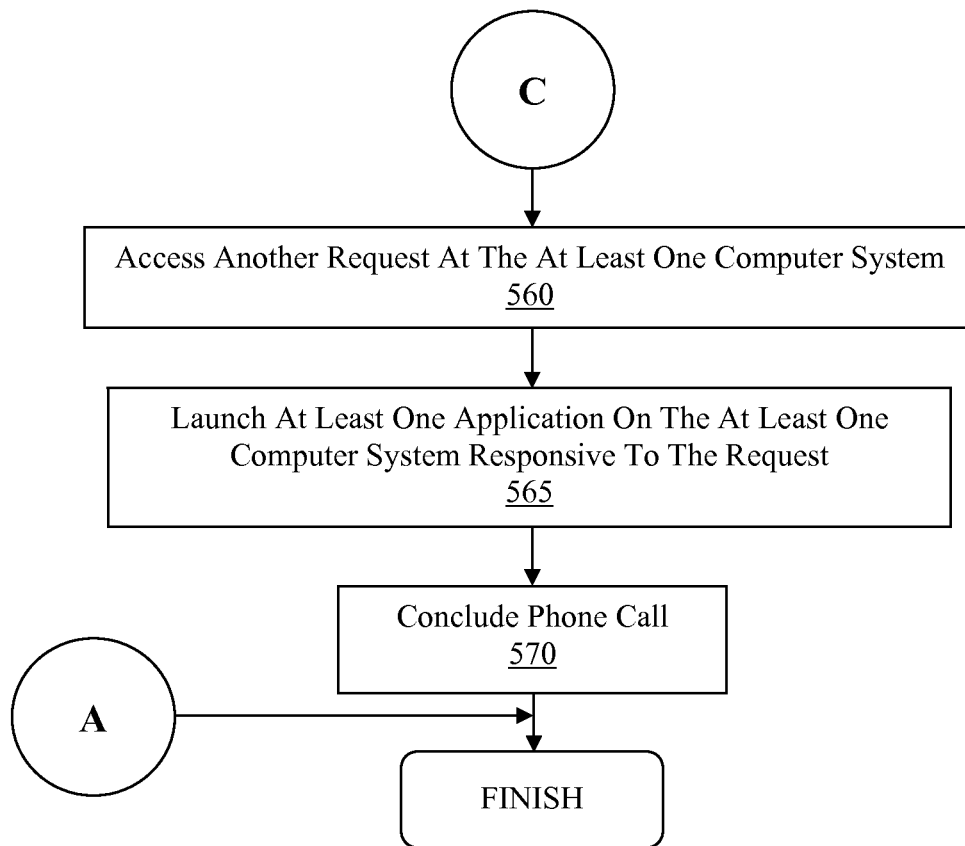 C
Access Another Request At The At Least One Computer System
560
Launch At Least One Application On The At Least One
Computer System Responsive To The Request
565
Conclude Phone Call
570
A
FINISH